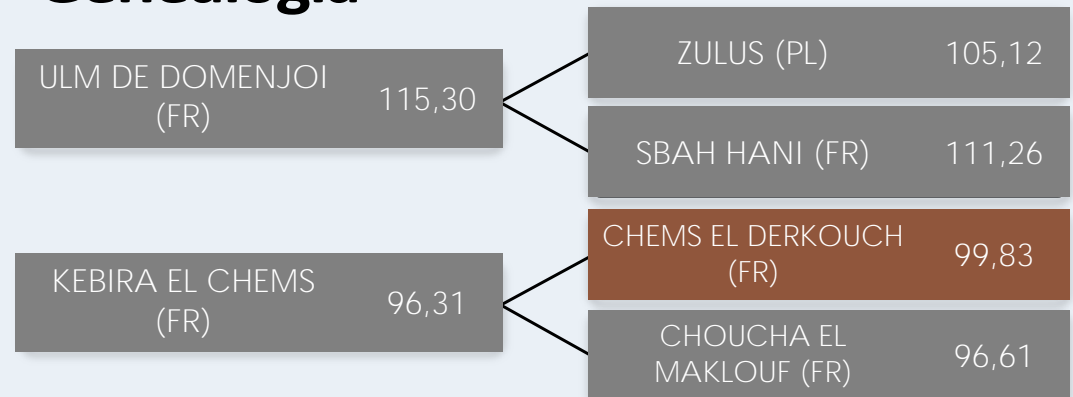 Genealogía
ULM DE DOMENJOI
(FR)
115,30
ZULUS (PL)
105,12
SBAH HANI (FR)
111,26
KEBIRA EL CHEMS
(FR)
96,31
CHEMS EL DERKOUCH
(FR)
99,83
CHOUCHA EL
MAKLOUF (FR)
96,61